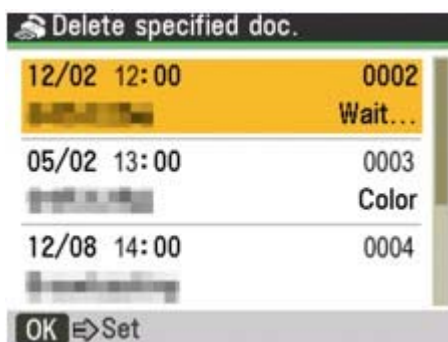 Delete specified doc.
12/02 12:00 0002
Wait...
05/02 13:00 0003
Color
12/08 14:00 0004
OK Set